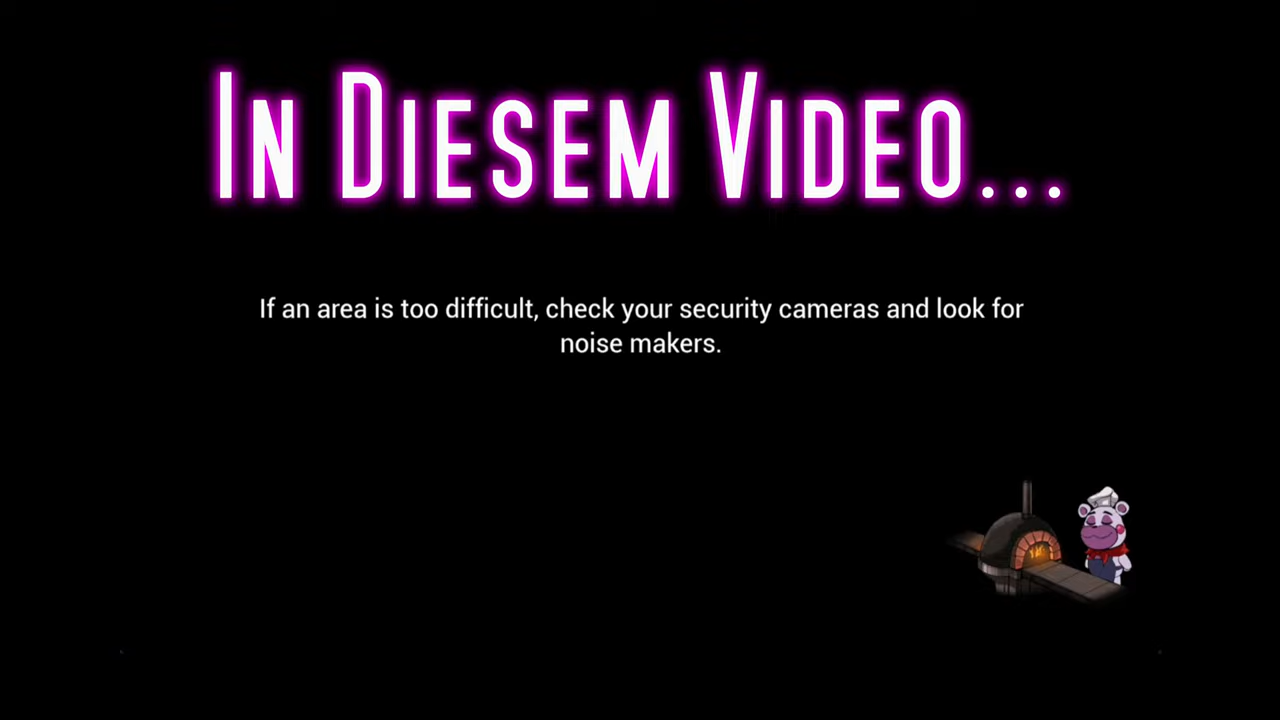 In Diesem Video...
If an area is too difficult, check your security cameras and look for
noise makers.